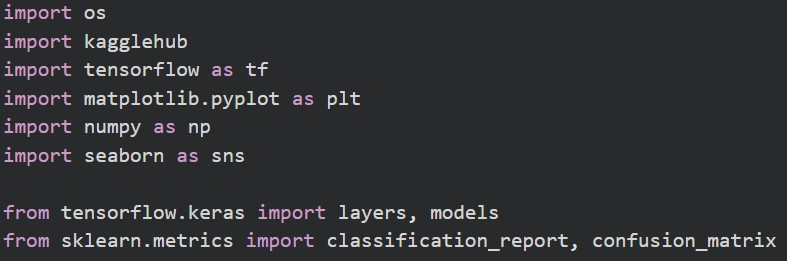 import os
import kagglehub
import tensorflow as tf
import matplotlib.pyplot as plt
import numpy as np
import seaborn as sns
from tensorflow.keras import layers, models
from sklearn.metrics import classification_report, confusion_matrix